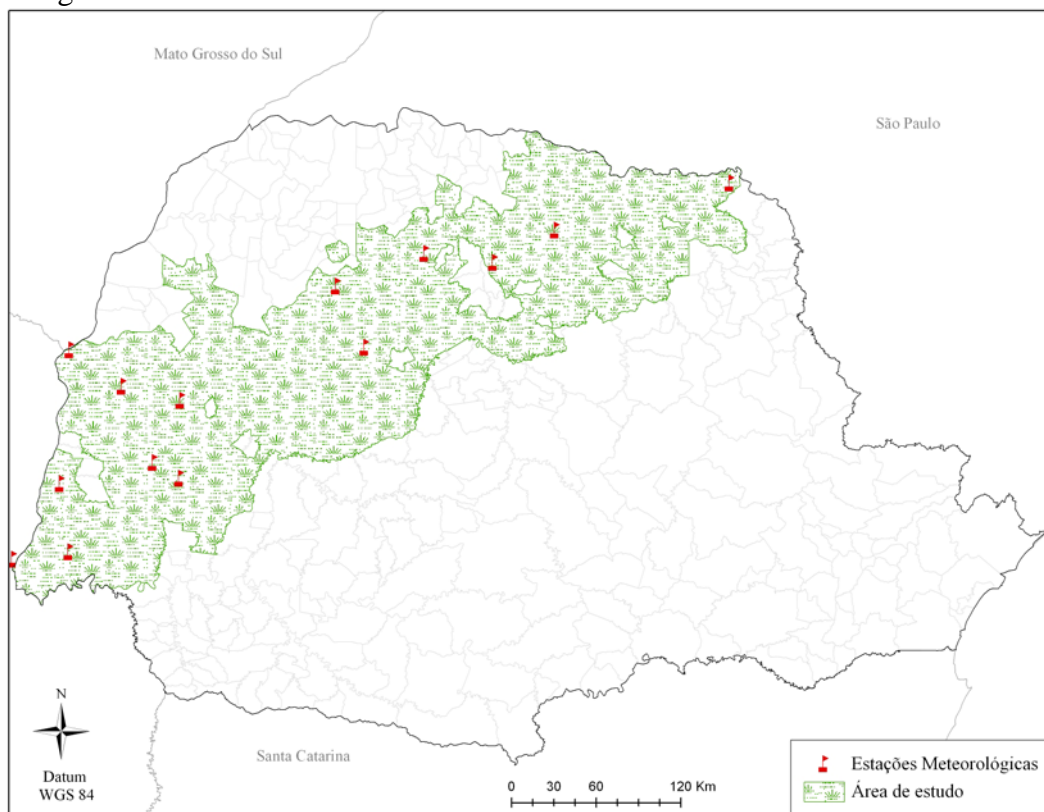 Mato Grosso do Sul
São Paulo
N
Datum
WGS 84
Santa Catarina
0 30 60 120 Km
Estações Meteorológicas
Área de estudo